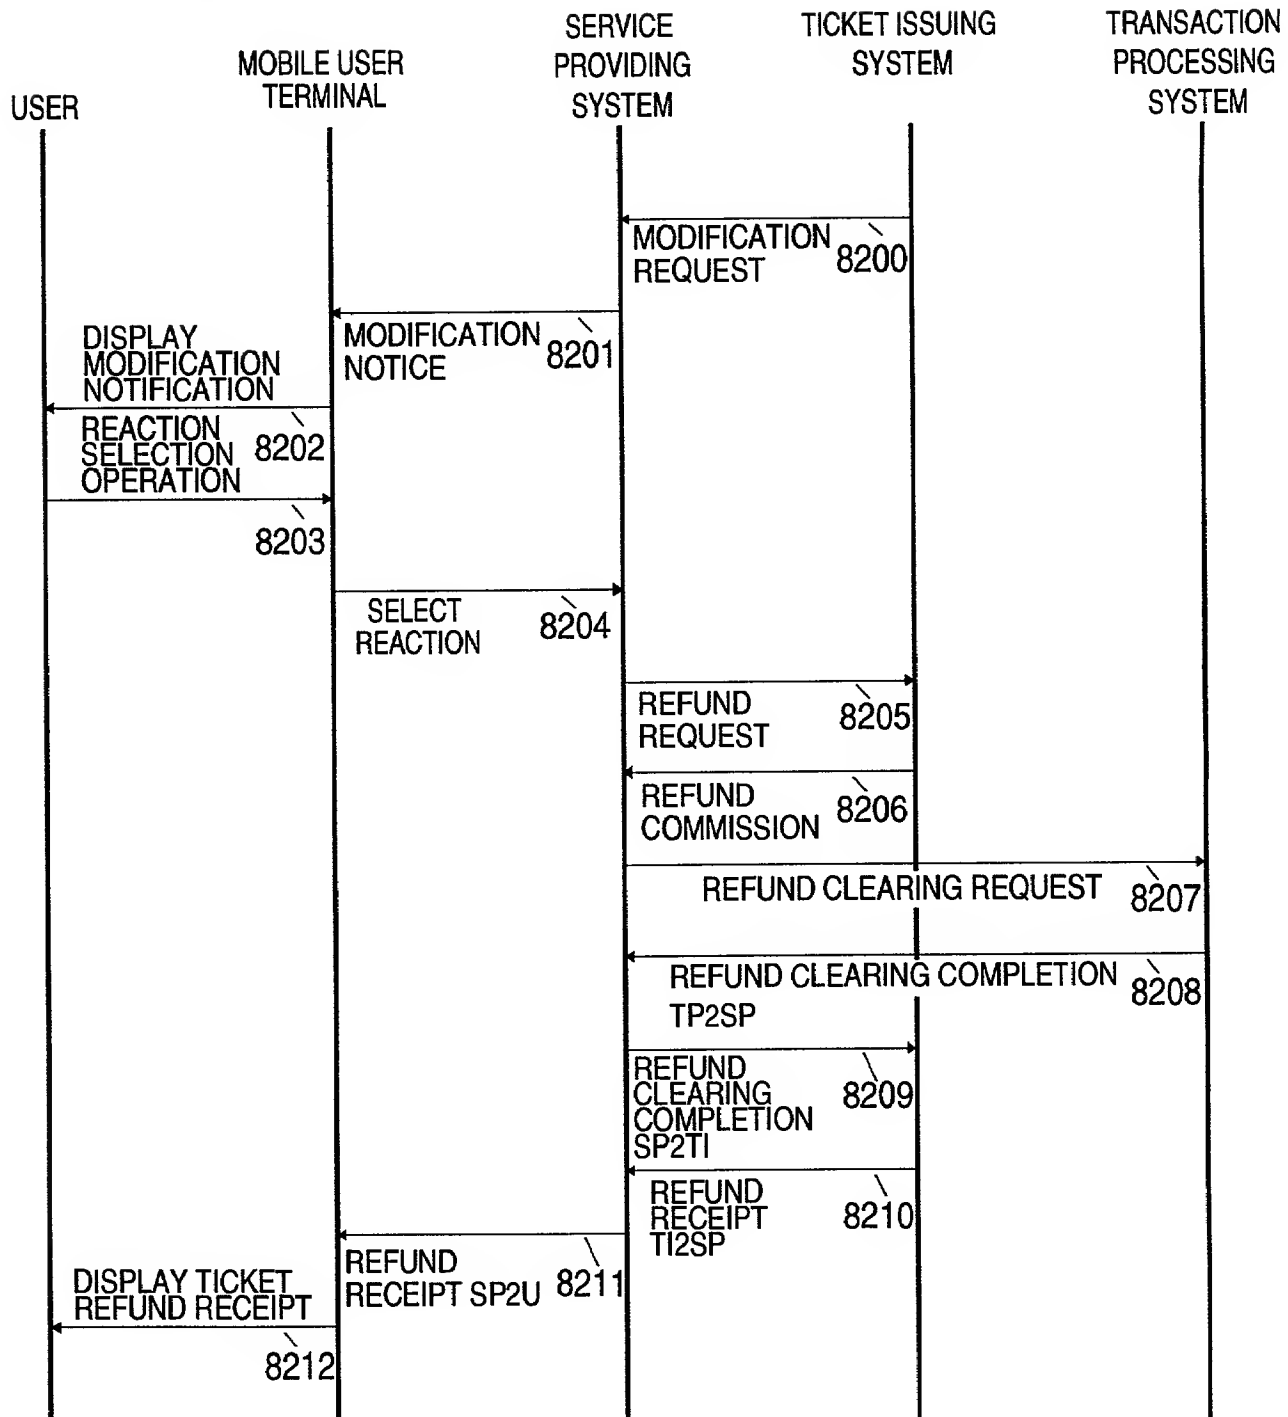 USER
MOBILE USER
TERMINAL
SERVICE
PROVIDING
SYSTEM
TICKET ISSUING
SYSTEM
TRANSACTION
PROCESSING
SYSTEM
MODIFICATION
REQUEST
8200
MODIFICATION
NOTICE
8201
DISPLAY
MODIFICATION
NOTIFICATION
8202
REACTION
SELECTION
OPERATION
8203
SELECT
REACTION
8204
REFUND
REQUEST
8205
REFUND
COMMISSION
8206
REFUND CLEARING REQUEST
8207
REFUND CLEARING COMPLETION
TP2SP
8208
REFUND
CLEARING
COMPLETION
SP2TI
8209
REFUND
RECEIPT
TI2SP
8210
REFUND
RECEIPT SP2U
8211
DISPLAY TICKET
REFUND RECEIPT
8212